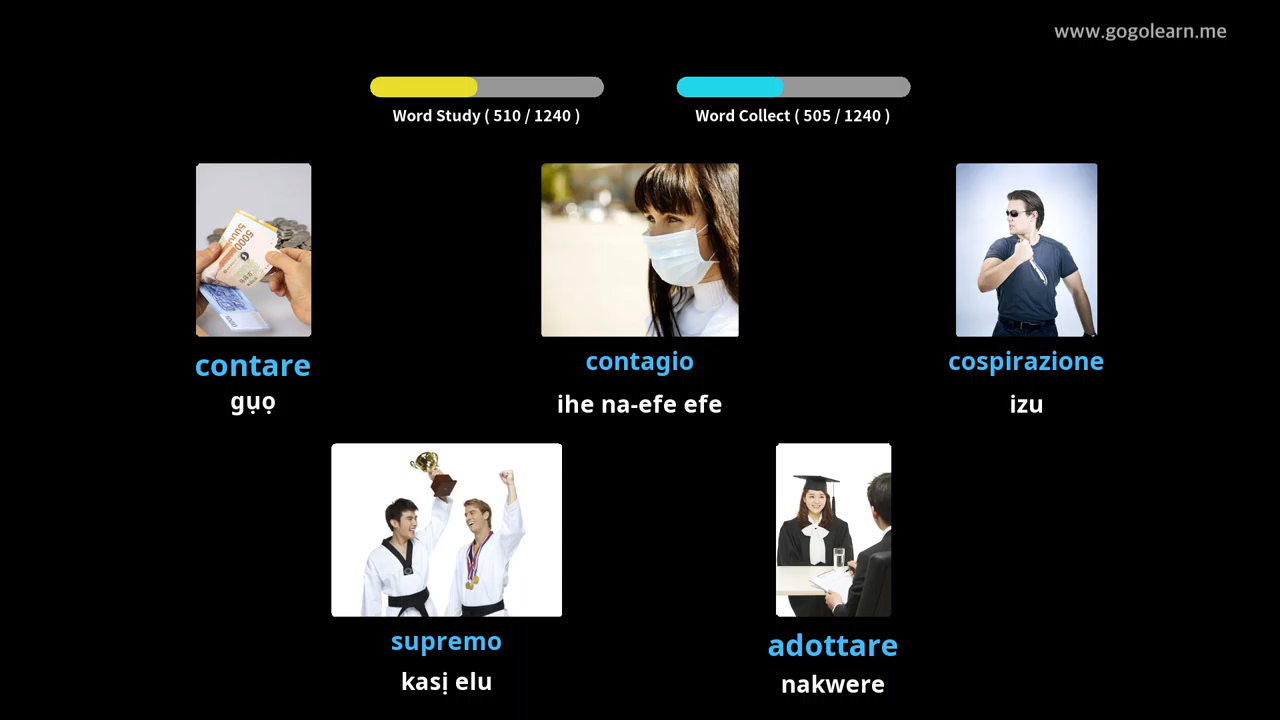 www.gogolearn.me
Word Study ( 510 / 1240 )
Word Collect ( 505 / 1240 )
contare
gụọ
contagio
ihe na-efe efe
cospirazione
izu
supremo
kasị elu
adottare
nakwere